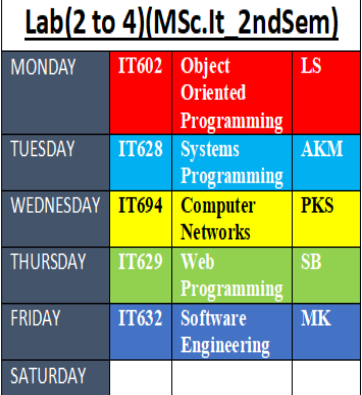 Lab(2 to 4)(MSc.It_2ndSem)
MONDAY IT602 Object LS
Oriented
Programming
TUESDAY IT628 Systems AKM
Programming
WEDNESDAY IT694 Computer PKS
Networks
THURSDAY IT629 Web SB
Programming
FRIDAY IT632 Software MK
Engineering
SATURDAY